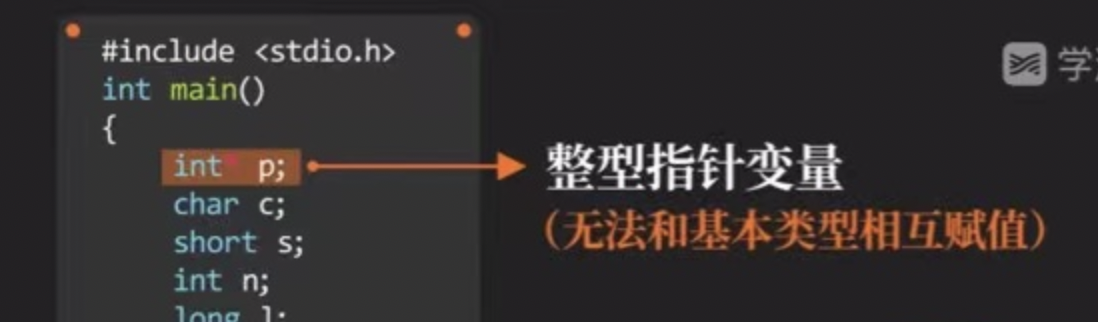 #include <stdio.h>
int main()
{
int* p;
char c;
short s;
int n;
long l;
整型指针变量
(无法和基本类型相互赋值)
学